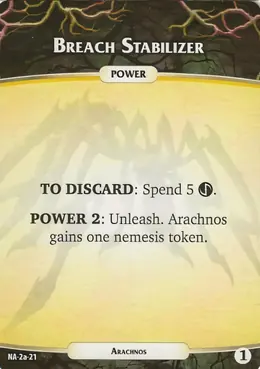 BREACH STABILIZER
POWER
TO DISCARD: Spend 5 .
POWER 2: Unleash. Arachnos
gains one nemesis token.
ARACHNOS
NA-2a-21
1